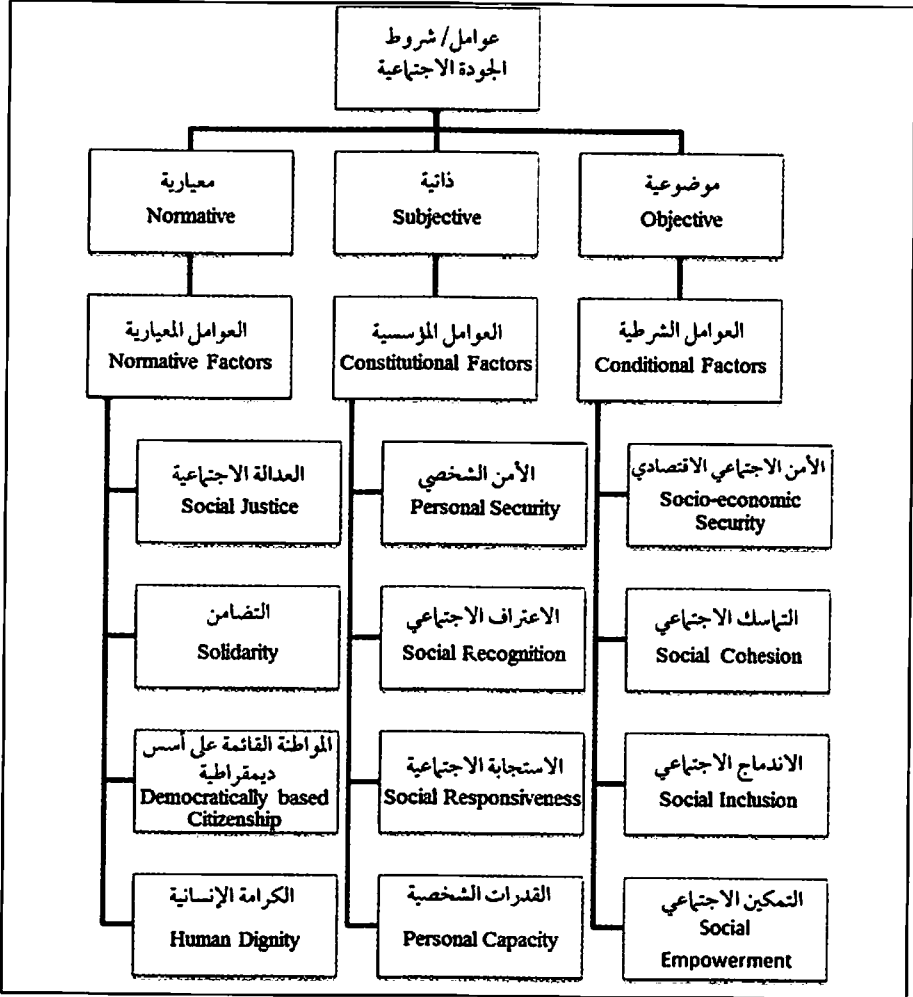 عوامل/ شروط
الجودة الاجتماعية
موضوعية
Objective
ذاتية
Subjective
معيارية
Normative
العوامل الشرطية
Conditional Factors
العوامل المؤسسية
Constitutional Factors
العوامل المعيارية
Normative Factors
الأمن الاجتماعي الاقتصادي
Socio-economic
Security
الأمن الشخصي
Personal Security
العدالة الاجتماعية
Social Justice
التماسك الاجتماعي
Social Cohesion
الاعتراف الاجتماعي
Social Recognition
التضامن
Solidarity
الاندماج الاجتماعي
Social Inclusion
الاستجابة الاجتماعية
Social Responsiveness
المواطنة القائمة على أسس
ديمقراطية
Democratically based
Citizenship
التمكين الاجتماعي
Social
Empowerment
القدرات الشخصية
Personal Capacity
الكرامة الإنسانية
Human Dignity